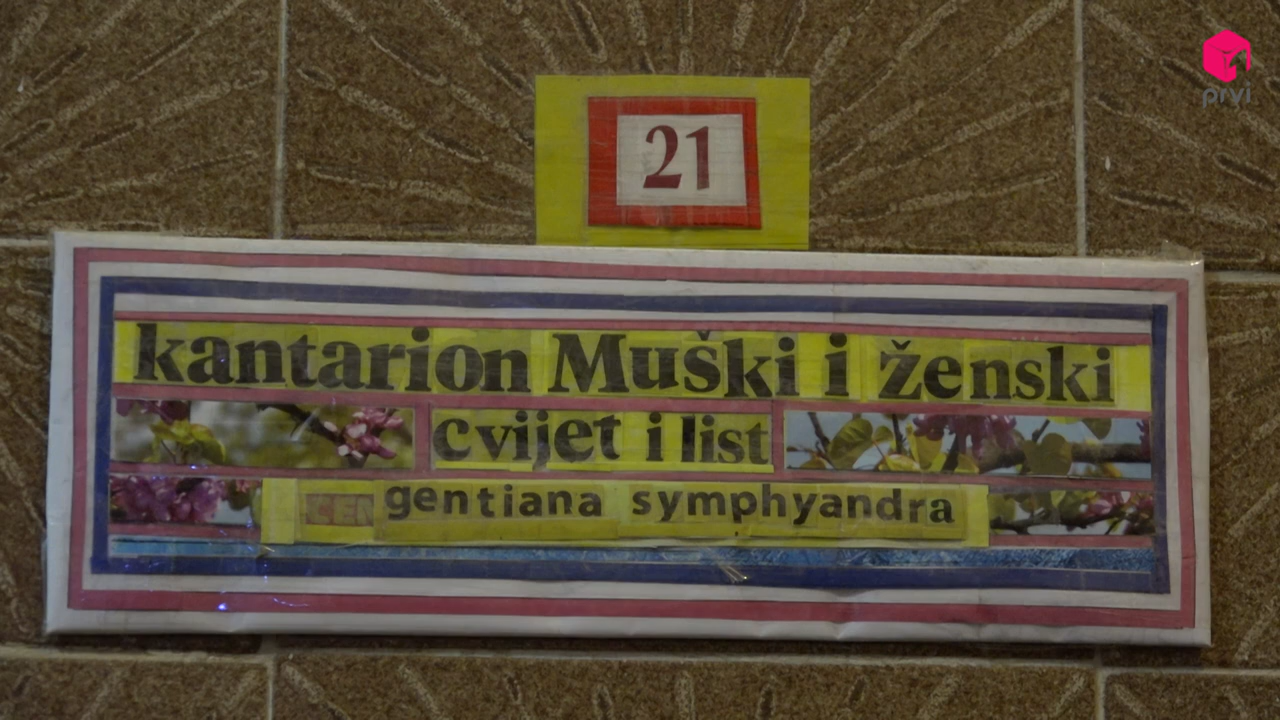 prvi
21
kantarion Muški i ženski
cvijet i list
gentiana symphyandra